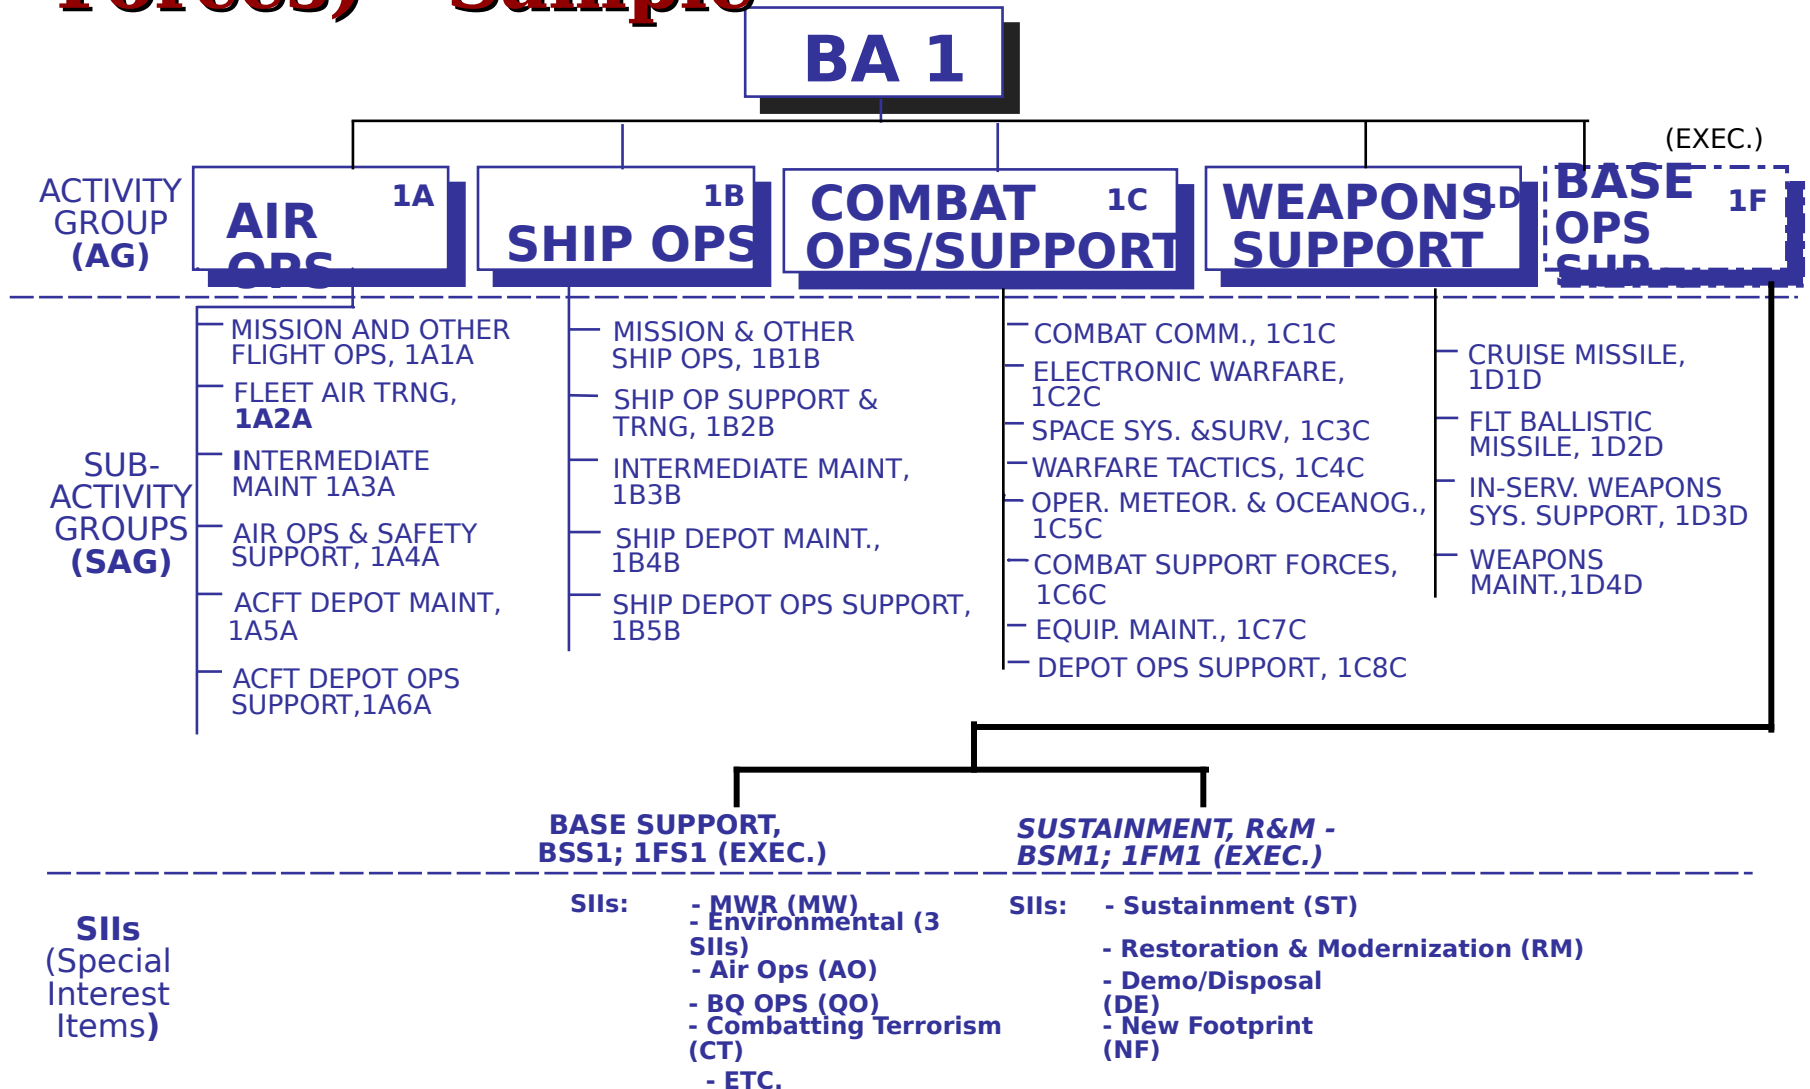 Forces) - Sample
BA 1
(EXEC.)
ACTIVITY
GROUP
(AG)
1A
AIR
OPS
1B
SHIP OPS
1C
COMBAT
OPS/SUPPORT
1D
WEAPONS
SUPPORT
1F
BASE
OPS
SUP
SUB-
ACTIVITY
GROUPS
(SAG)
MISSION AND OTHER
FLIGHT OPS, 1A1A
FLEET AIR TRNG,
1A2A
INTERMEDIATE
MAINT 1A3A
AIR OPS & SAFETY
SUPPORT, 1A4A
ACFT DEPOT MAINT,
1A5A
ACFT DEPOT OPS
SUPPORT,1A6A
MISSION & OTHER
SHIP OPS, 1B1B
SHIP OP SUPPORT &
TRNG, 1B2B
INTERMEDIATE MAINT,
1B3B
SHIP DEPOT MAINT.,
1B4B
SHIP DEPOT OPS SUPPORT,
1B5B
COMBAT COMM., 1C1C
ELECTRONIC WARFARE,
1C2C
SPACE SYS. &SURV, 1C3C
WARFARE TACTICS, 1C4C
OPER. METEOR. & OCEANOG.,
1C5C
COMBAT SUPPORT FORCES,
1C6C
EQUIP. MAINT., 1C7C
DEPOT OPS SUPPORT, 1C8C
CRUISE MISSILE,
1D1D
FLT BALLISTIC
MISSILE, 1D2D
IN-SERV. WEAPONS
SYS. SUPPORT, 1D3D
WEAPONS
MAINT.,1D4D
BASE SUPPORT,
BSS1; 1FS1 (EXEC.)
SUSTAINMENT, R&M -
BSM1; 1FM1 (EXEC.)
SIIs
(Special
Interest
Items)
SIIs:
- MWR (MW)
- Environmental (3
SIIs)
- Air Ops (AO)
- BQ OPS (QO)
- Combatting Terrorism
(CT)
- ETC.
SIIs:
- Sustainment (ST)
- Restoration & Modernization (RM)
- Demo/Disposal
(DE)
- New Footprint
(NF)